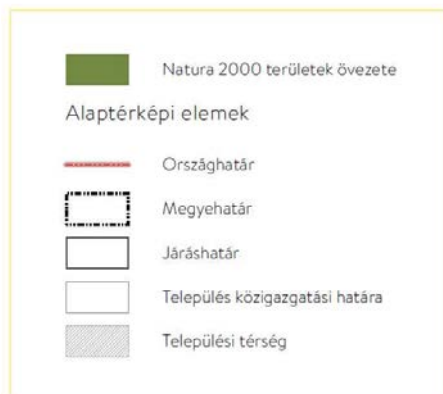 Natura 2000 területek övezete
Alaptérképi elemek
Országhatár
Megyehatár
Járáshatár
Település közigazgatási határa
Települési térség